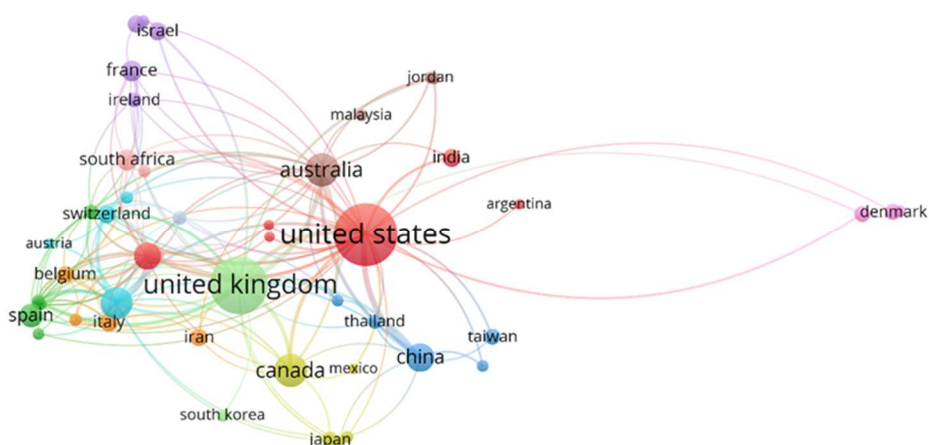 israel
france
jordan
ireland
malaysia
south africa
australia
india
switzerland
argentina
denmark
united states
austria
belgium
united kingdom
spain
italy
thailand
iran
taiwan
china
canada
mexico
south korea
japan